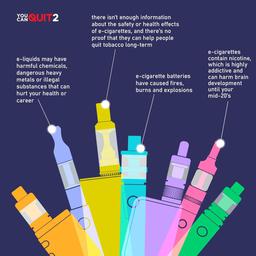 YOU CAN QUIT2
there isn't enough information
about the safety or health effects
of e-cigarettes, and there's no
proof that they can help people
quit tobacco long-term
e-liquids may have
harmful chemicals,
dangerous heavy
metals or illegal
substances that can
hurt your health or
career
e-cigarette batteries
have caused fires,
burns and explosions
e-cigarettes
contain nicotine,
which is highly
addictive and
can harm brain
development
until your
mid-20's